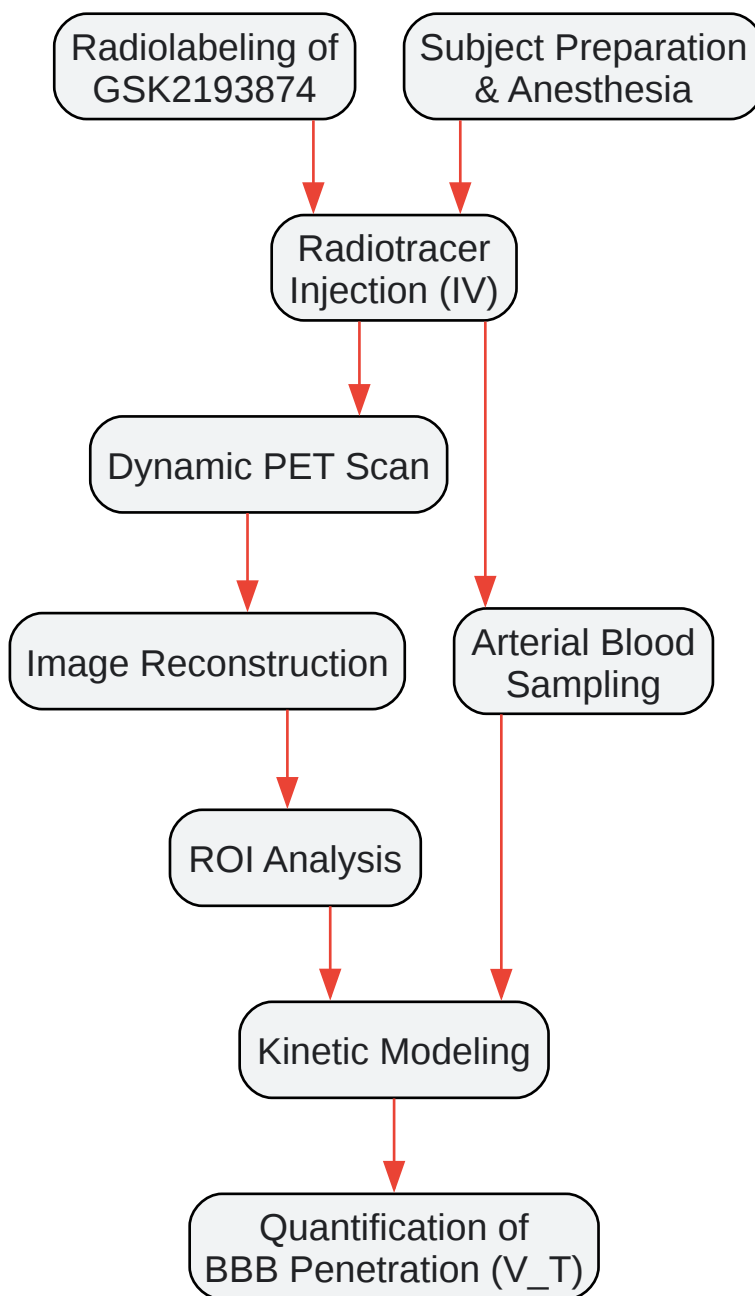 Radiolabeling of
GSK2193874
Subject Preparation
& Anesthesia
Radiotracer
Injection (IV)
Dynamic PET Scan
Image Reconstruction
Arterial Blood
Sampling
ROI Analysis
Kinetic Modeling
Quantification of
BBB Penetration (V_T)